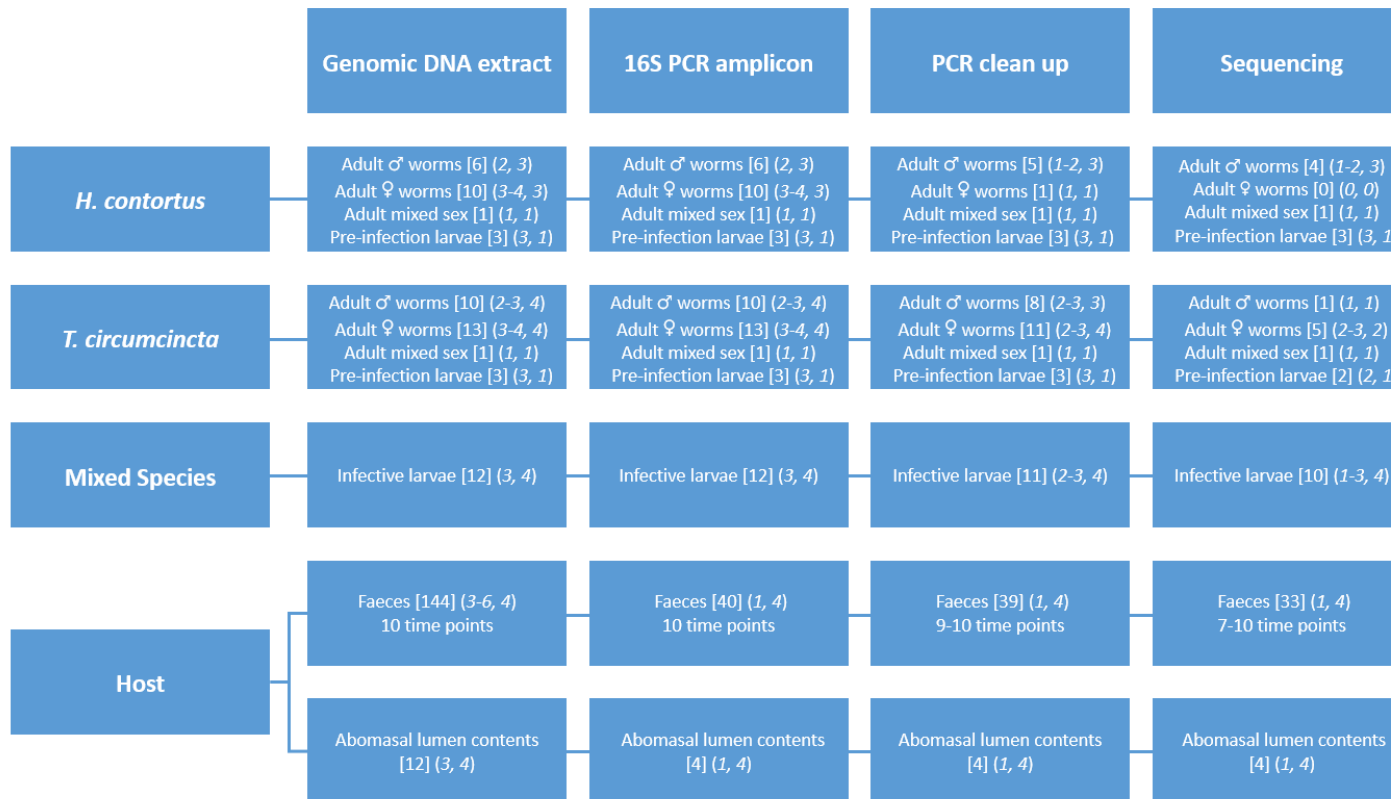 Genomic DNA extract
16S PCR amplicon
PCR clean up
Sequencing
H. contortus
Adult ♂ worms [6] (2, 3)
Adult ♀ worms [10] (3-4, 3)
Adult mixed sex [1] (1, 1)
Pre-infection larvae [3] (3, 1)
Adult ♂ worms [6] (2, 3)
Adult ♀ worms [10] (3-4, 3)
Adult mixed sex [1] (1, 1)
Pre-infection larvae [3] (3, 1)
Adult ♂ worms [5] (1-2, 3)
Adult ♀ worms [1] (1, 1)
Adult mixed sex [1] (1, 1)
Pre-infection larvae [3] (3, 1)
Adult ♂ worms [4] (1-2, 3)
Adult ♀ worms [0] (0, 0)
Adult mixed sex [1] (1, 1)
Pre-infection larvae [3] (3, 1
T. circumcincta
Adult ♂ worms [10] (2-3, 4)
Adult ♀ worms [13] (3-4, 4)
Adult mixed sex [1] (1, 1)
Pre-infection larvae [3] (3, 1)
Adult ♂ worms [10] (2-3, 4)
Adult ♀ worms [13] (3-4, 4)
Adult mixed sex [1] (1, 1)
Pre-infection larvae [3] (3, 1)
Adult ♂ worms [8] (2-3, 3)
Adult ♀ worms [11] (2-3, 4)
Adult mixed sex [1] (1, 1)
Pre-infection larvae [3] (3, 1)
Adult ♂ worms [1] (1, 1)
Adult ♀ worms [5] (2-3, 2)
Adult mixed sex [1] (1, 1)
Pre-infection larvae [2] (2, 1
Mixed Species
Infective larvae [12] (3, 4)
Infective larvae [12] (3, 4)
Infective larvae [11] (2-3, 4)
Infective larvae [10] (1-3, 4)
Host
Faeces [144] (3-6, 4)
10 time points
Faeces [40] (1, 4)
10 time points
Faeces [39] (1, 4)
9-10 time points
Faeces [33] (1, 4)
7-10 time points
Abomasal lumen contents
[12] (3, 4)
Abomasal lumen contents
[4] (1, 4)
Abomasal lumen contents
[4] (1, 4)
Abomasal lumen contents
[4] (1, 4)